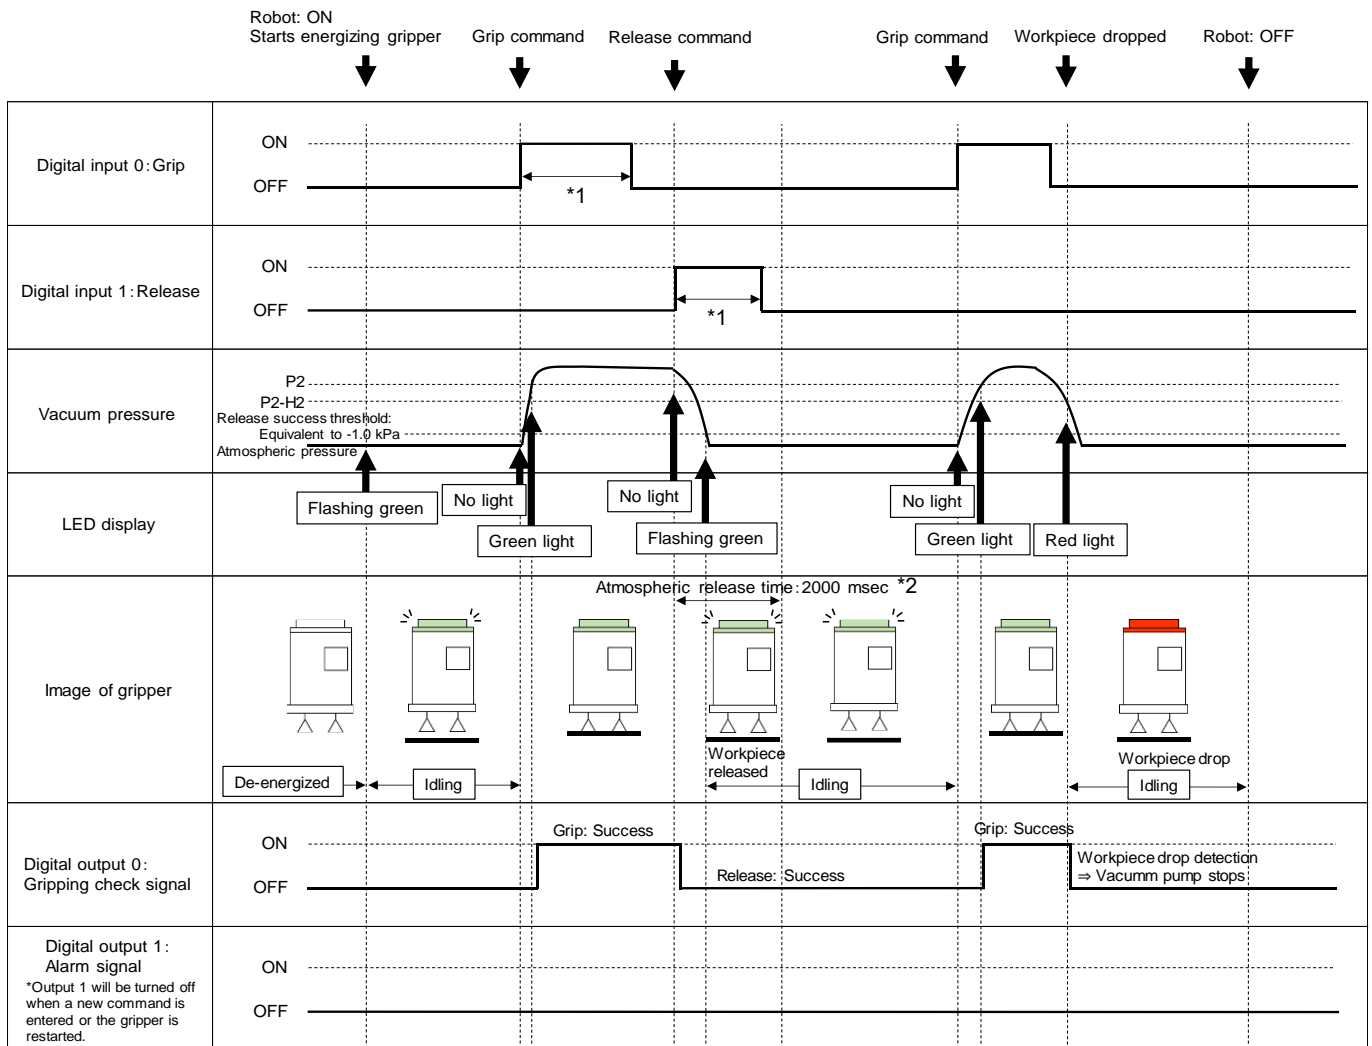 Robot: ON
Starts energizing gripper
Grip command
Release command
Grip command
Workpiece dropped
Robot: OFF
Digital input 0:Grip
ON
OFF
*1
Digital input 1:Release
ON
OFF
*1
Vacuum pressure
P2
P2-H2
Release success threshold:
Equivalent to -1.0 kPa
Atmospheric pressure
LED display
Flashing green
No light
Green light
No light
Flashing green
No light
Green light
Red light
Image of gripper
Atmospheric release time:2000 msec *2
Workpiece
released
Workpiece drop
De-energized
Idling
Idling
Idling
Digital output 0:
Gripping check signal
ON
OFF
Grip: Success
Release: Success
Grip: Success
Workpiece drop detection
⇒ Vacumm pump stops
Digital output 1:
Alarm signal
*Output 1 will be turned off
when a new command is
entered or the gripper is
restarted.
ON
OFF